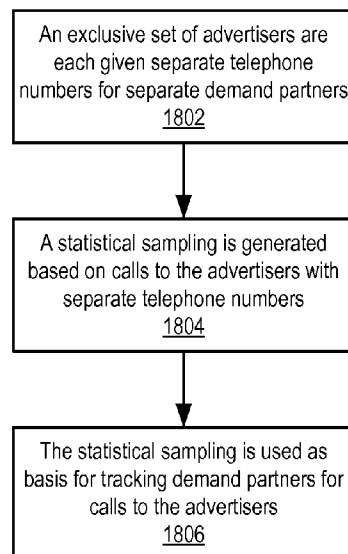 An exclusive set of advertisers are
each given separate telephone
numbers for separate demand partners
1802
A statistical sampling is generated
based on calls to the advertisers with
separate telephone numbers
1804
The statistical sampling is used as
basis for tracking demand partners for
calls to the advertisers
1806